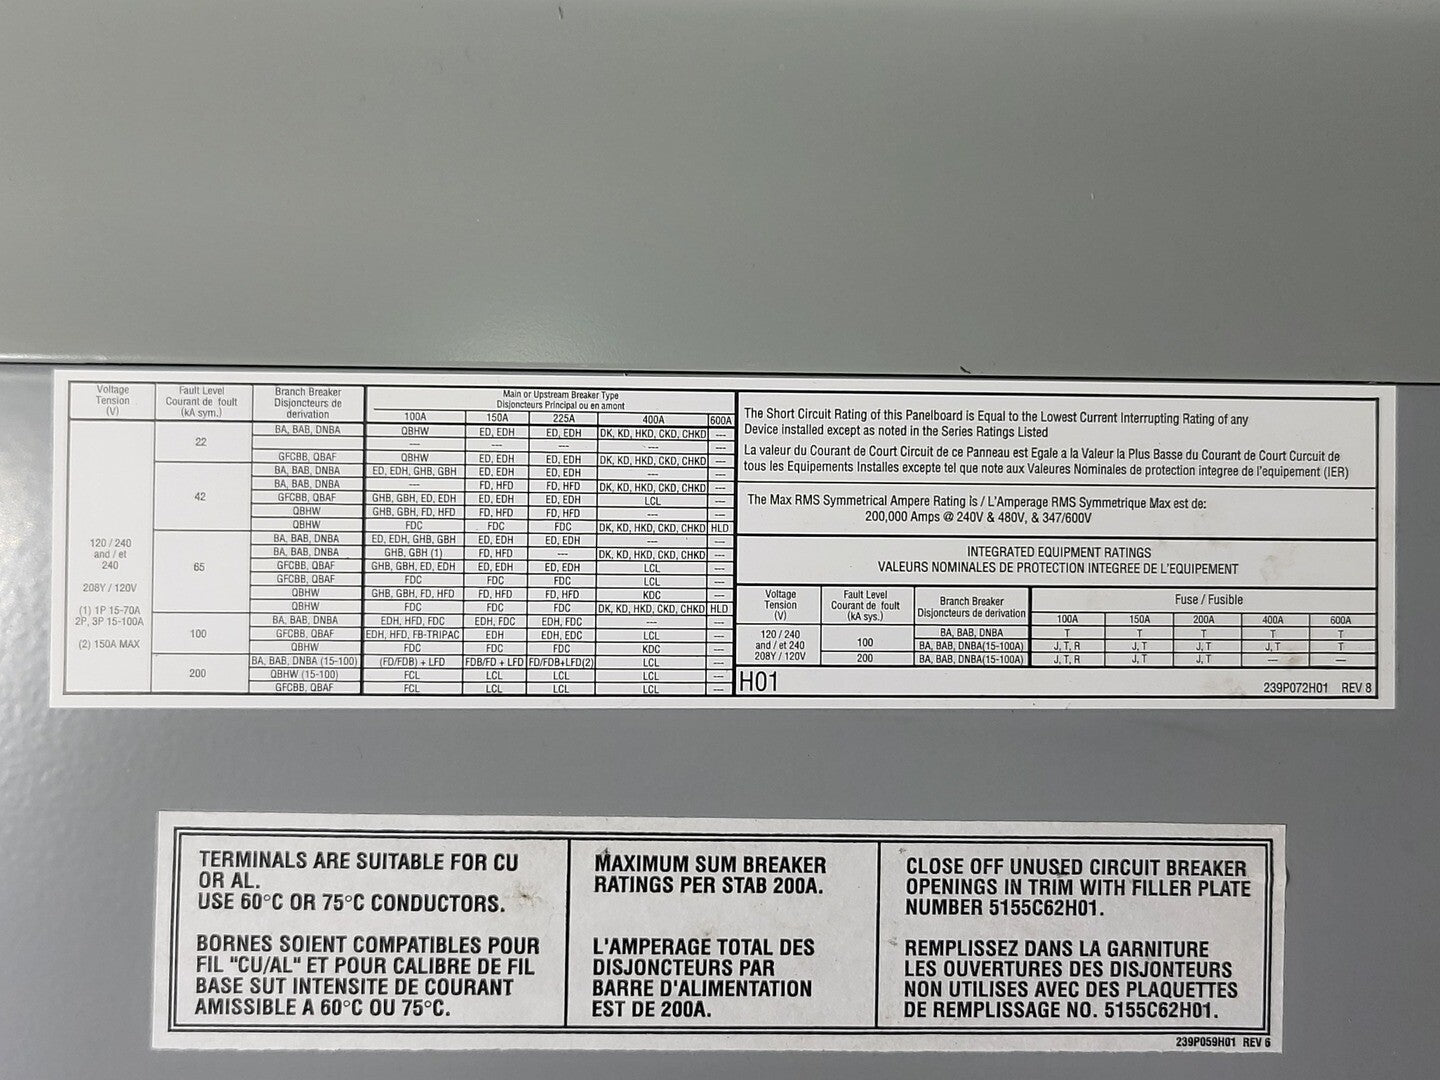 Voltage Tension (V) Fault Level Courant de foult (kA sym.) Branch Breaker Disjoncteurs de derivation Main or Upstream Breaker Type Disjoncteurs Principal ou en amont
100A 150A 225A 400A 600A
120 / 240 and / et 240
208Y / 120V
(1) 1P 15-70A
2P, 3P 15-100A
(2) 150A MAX
22
BA, BAB, DNBA QBHW ED, EDH ED, EDH DK, KD, HKD, CKD, CHKD ---
--- --- --- --- --- ---
GFCBB, QBAF QBHW ED, EDH ED, EDH DK, KD, HKD, CKD, CHKD ---
42
BA, BAB, DNBA ED, EDH, GHB, GBH ED, EDH ED, EDH --- ---
BA, BAB, DNBA --- FD, HFD FD, HFD DK, KD, HKD, CKD, CHKD ---
GFCBB, QBAF GHB, GBH, ED, EDH ED, EDH ED, EDH LCL ---
QBHW GHB, GBH, FD, HFD FD, HFD FD, HFD --- ---
QBHW FDC FDC FDC DK, KD, HKD, CKD, CHKD HLD
65
BA, BAB, DNBA ED, EDH, GHB, GBH ED, EDH ED, EDH --- ---
BA, BAB, DNBA GHB, GBH (1) FD, HFD --- DK, KD, HKD, CKD, CHKD ---
GFCBB, QBAF GHB, GBH, ED, EDH ED, EDH ED, EDH LCL ---
GFCBB, QBAF FDC FDC FDC LCL ---
QBHW GHB, GBH, FD, HFD FD, HFD FD, HFD KDC ---
QBHW FDC FDC FDC DK, KD, HKD, CKD, CHKD HLD
100
BA, BAB, DNBA EDH, HFD, FDC EDH, FDC EDH, FDC --- ---
GFCBB, QBAF EDH, HFD, FB-TRIPAC EDH EDH, EDC LCL ---
QBHW FDC FDC FDC KDC ---
200
BA, BAB, DNBA (15-100) (FD/FDB) + LFD FDB/FD + LFD FD/FDB+LFD(2) LCL ---
QBHW (15-100) FCL LCL LCL LCL ---
GFCBB, QBAF FCL LCL LCL LCL ---
The Short Circuit Rating of this Panelboard is Equal to the Lowest Current Interrupting Rating of any
Device Installed except as noted in the Series Ratings Listed
La valeur du Courant de Court Circuit de ce Panneau est Egale a la Valeur la Plus Basse du Courant de Court Curcuit de
tous les Equipements Installes excepte tel que note aux Valeures Nominales de protection integree de l'equipement (IER)
The Max RMS Symmetrical Ampere Rating is / L'Amperage RMS Symmetrique Max est de:
200,000 Amps @ 240V & 480V, & 347/600V
INTEGRATED EQUIPMENT RATINGS
VALEURS NOMINALES DE PROTECTION INTEGREE DE L'EQUIPEMENT
Voltage Tension (V) Fault Level Courant de foult (kA sym.) Branch Breaker Disjoncteurs de derivation Fuse / Fusible
100A 150A 200A 400A 600A
120 / 240 and / et 240 208Y / 120V
100
BA, BAB, DNBA T T T T T
BA, BAB, DNBA(15-100A) J, T, R J, T J, T J, T T
200 BA, BAB, DNBA(15-100A) J, T, R J, T J, T --- ---
H01 239P072H01 REV 8
TERMINALS ARE SUITABLE FOR CU
OR AL.
USE 60°C OR 75°C CONDUCTORS.
BORNES SOIENT COMPATIBLES POUR
FIL "CU/AL" ET POUR CALIBRE DE FIL
BASE SUT INTENSITE DE COURANT
AMISSIBLE A 60°C OU 75°C.
MAXIMUM SUM BREAKER
RATINGS PER STAB 200A.
L'AMPERAGE TOTAL DES
DISJONCTEURS PAR
BARRE D'ALIMENTATION
EST DE 200A.
CLOSE OFF UNUSED CIRCUIT BREAKER
OPENINGS IN TRIM WITH FILLER PLATE
NUMBER 5155C62H01.
REMPLISSEZ DANS LA GARNITURE
LES OUVERTURES DES DISJONTEURS
NON UTILISES AVEC DES PLAQUETTES
DE REMPLISSAGE NO. 5155C62H01.
239P059H01 REV 6